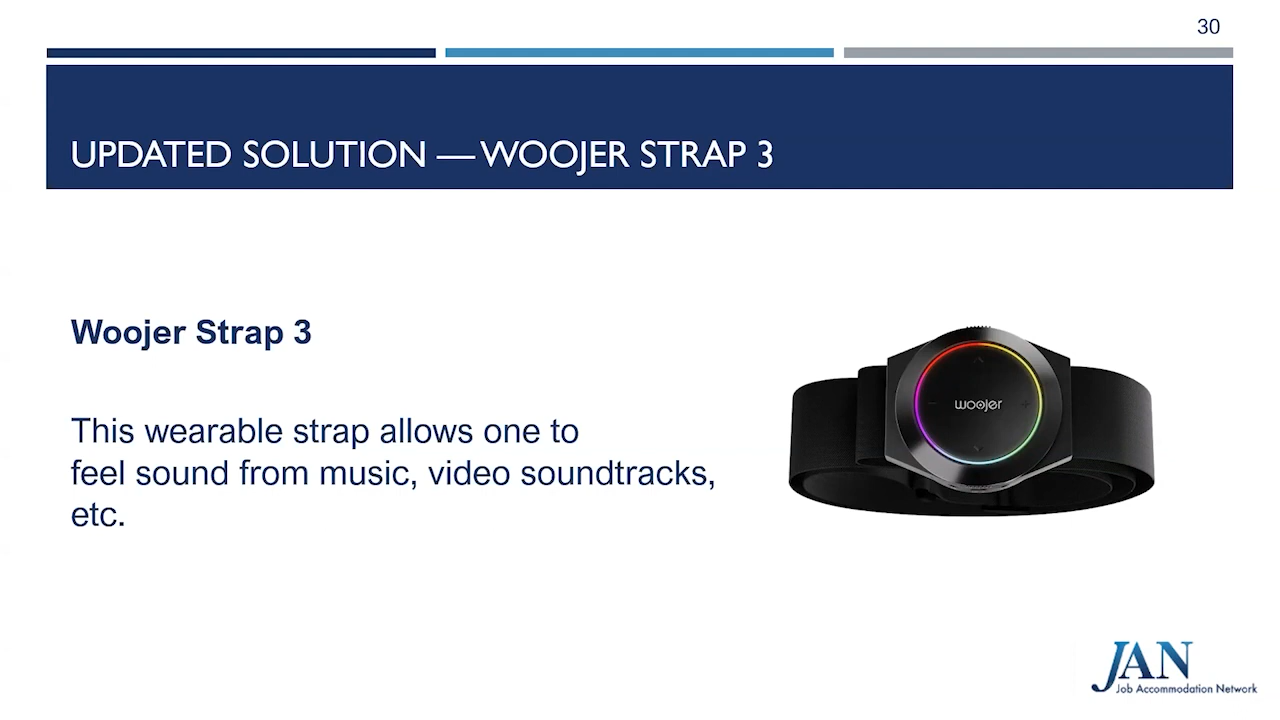 30
UPDATED SOLUTION — WOOJER STRAP 3
Woojer Strap 3
This wearable strap allows one to
feel sound from music, video soundtracks,
etc.
woojer
JAN
Job Accommodation Network